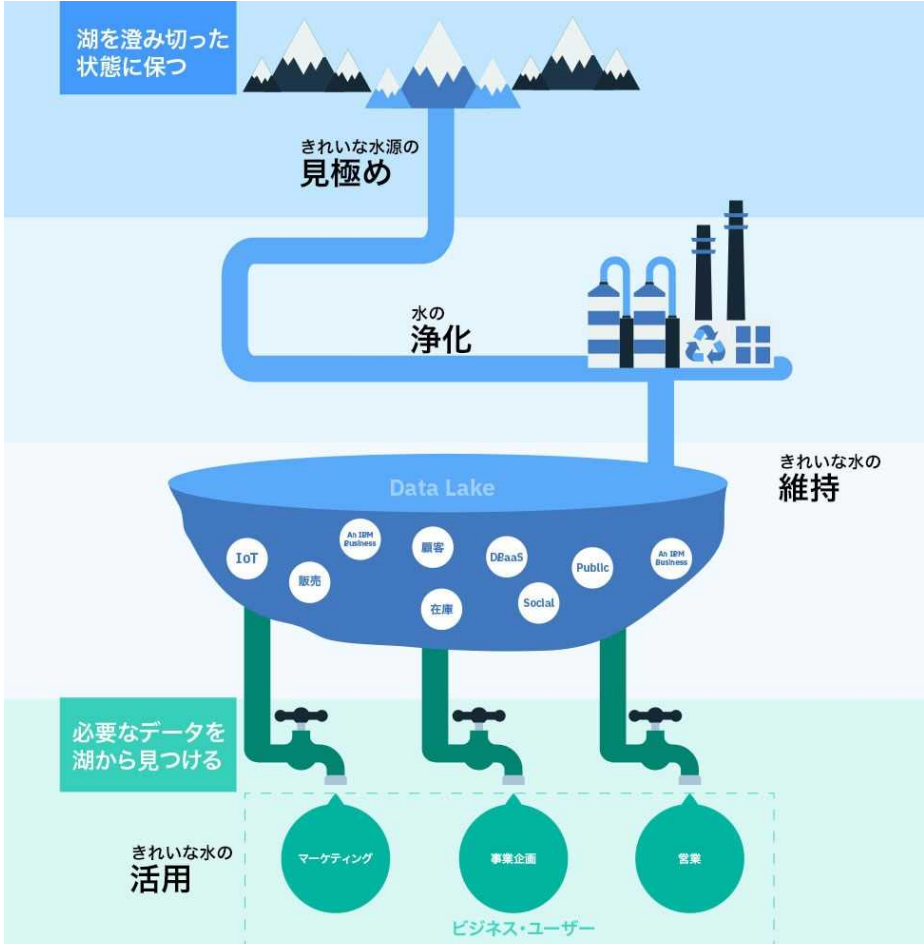 湖を澄み切った
状態に保つ
きれいな水源の
見極め
水の
浄化
きれいな水の
維持
Data Lake
IoT
販売
An IBM
Business
顧客
在庫
DBaaS
Social
Public
An IBM
Business
必要なデータを
湖から見つける
きれいな水の
活用
マーケティング
事業企画
営業
ビジネス・ユーザー